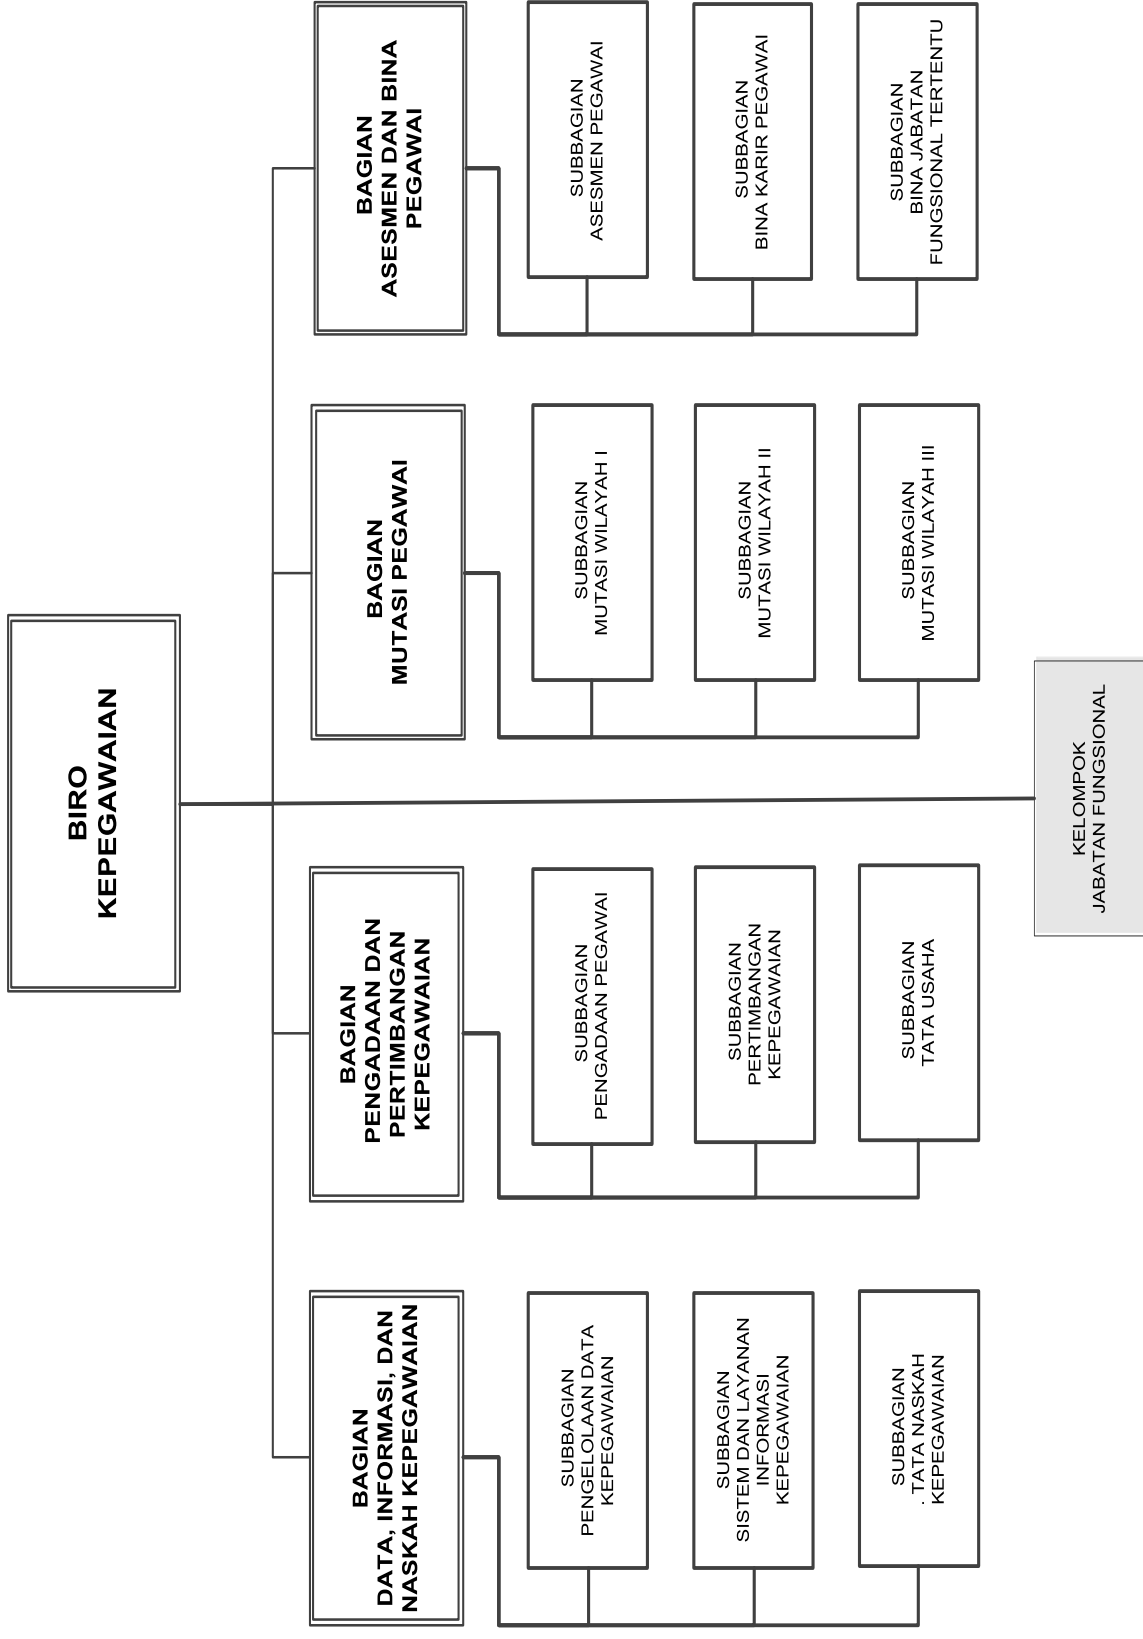 BIRO
KEPEGAWAIAN
BAGIAN
DATA, INFORMASI, DAN
NASKAH KEPEGAWAIAN
BAGIAN
PENGADAAN DAN
PERTIMBANGAN
KEPEGAWAIAN
BAGIAN
MUTASI PEGAWAI
BAGIAN
ASESMEN DAN BINA
PEGAWAI
SUBBAGIAN
PENGELOLAAN DATA
KEPEGAWAIAN
SUBBAGIAN
PENGADAAN PEGAWAI
SUBBAGIAN
MUTASI WILAYAH I
SUBBAGIAN
ASESMEN PEGAWAI
SUBBAGIAN
SISTEM DAN LAYANAN
INFORMASI
KEPEGAWAIAN
SUBBAGIAN
PERTIMBANGAN
KEPEGAWAIAN
SUBBAGIAN
MUTASI WILAYAH II
SUBBAGIAN
BINA KARIR PEGAWAI
SUBBAGIAN
. TATA NASKAH
KEPEGAWAIAN
SUBBAGIAN
TATA USAHA
SUBBAGIAN
MUTASI WILAYAH III
SUBBAGIAN
BINA JABATAN
FUNGSIONAL TERTENTU
KELOMPOK
JABATAN FUNGSIONAL